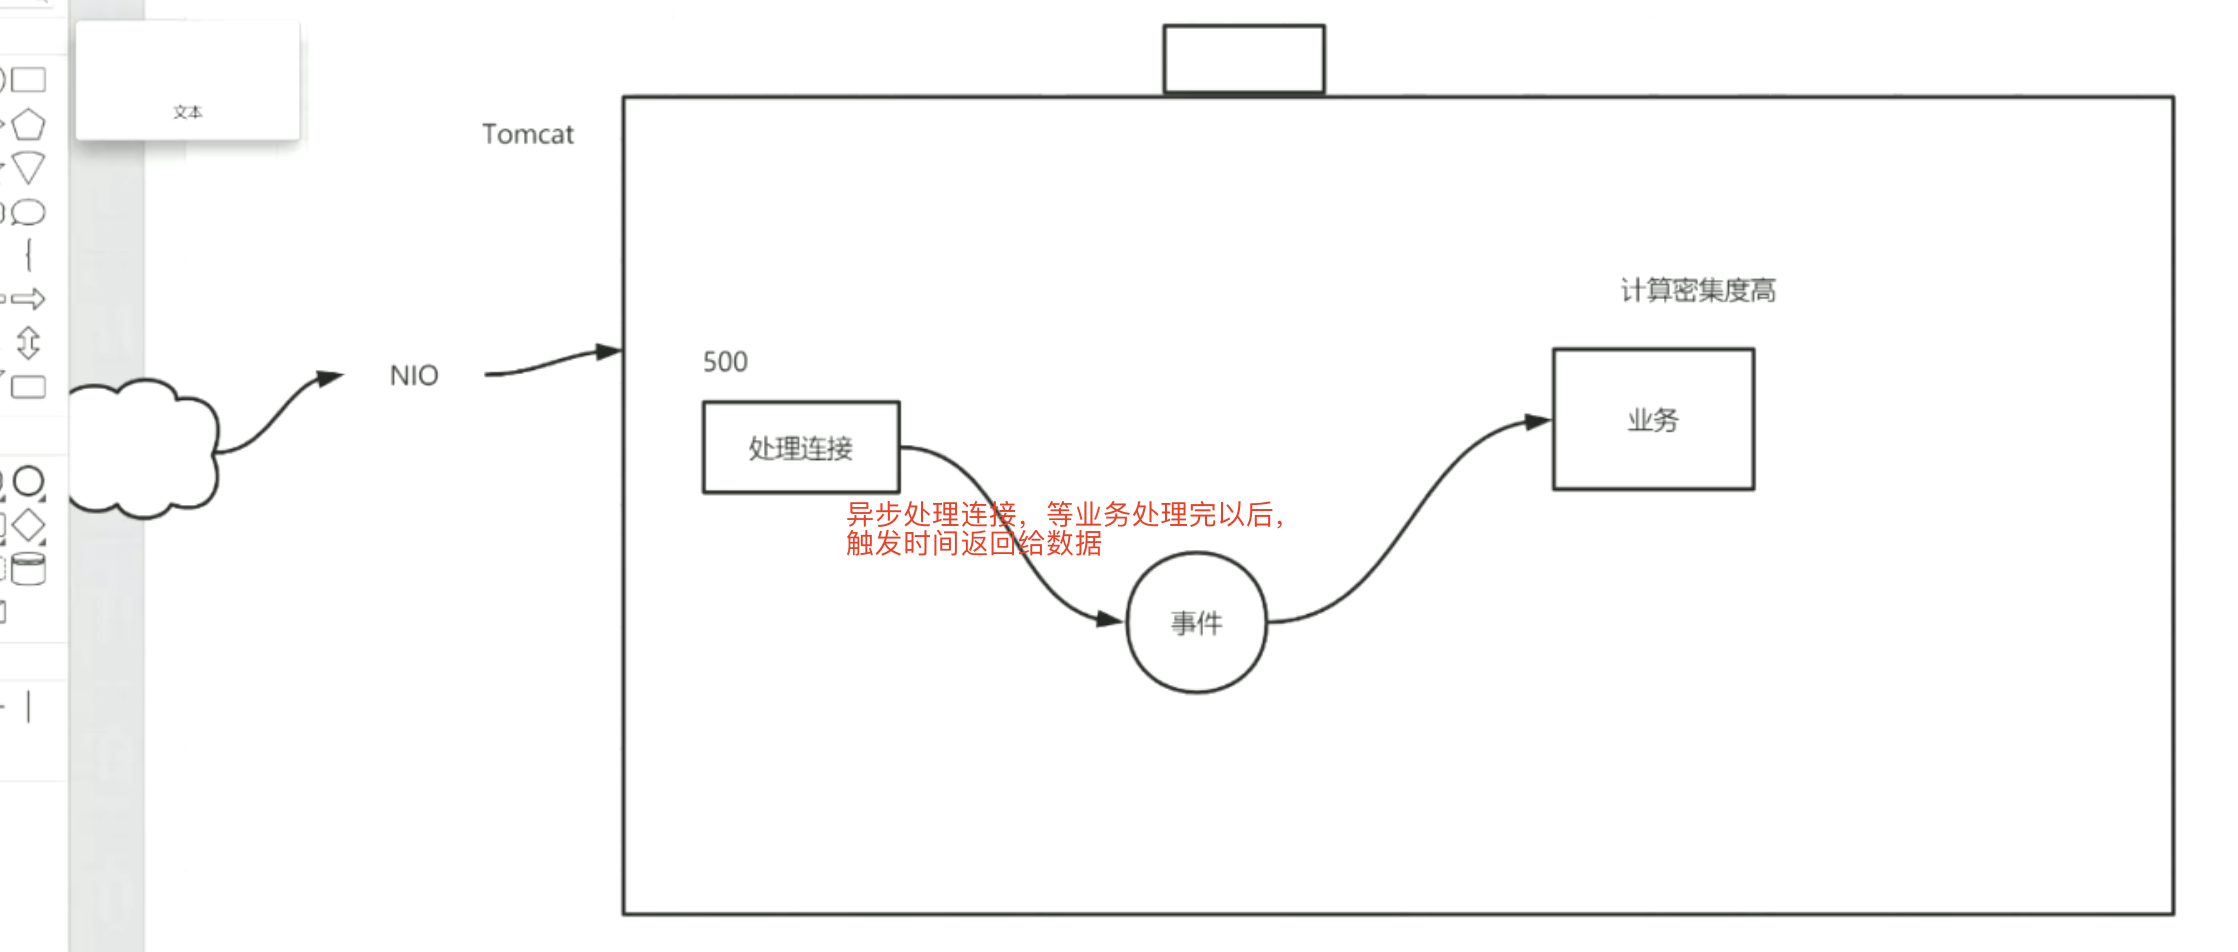 文本
Tomcat
计算密集度高
500
NIO
业务
处理连接
异步处理连接，等业务处理完以后，
触发时间返回给数据
事件